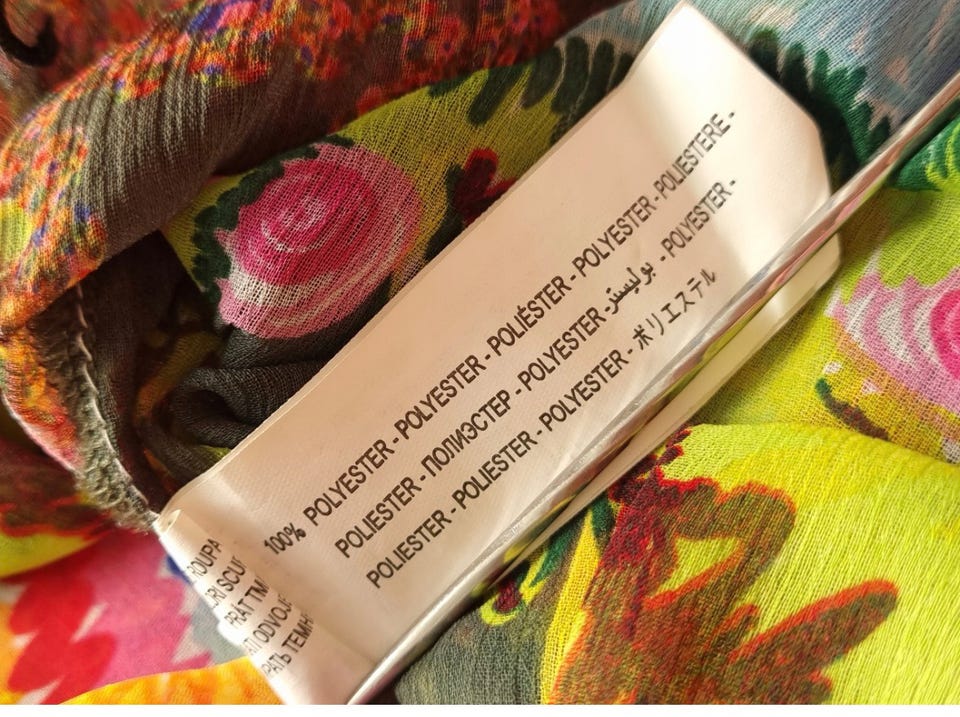 100% POLYESTER - POLYESTER - POLIÉSTER - POLYESTER - POLIESTERE -
POLIESTER - ПОЛИЭСТЕР - POLYESTER - بوليستر - POLYESTER -
POLIESTER - POLIESTER - POLYESTER - ポリエステル